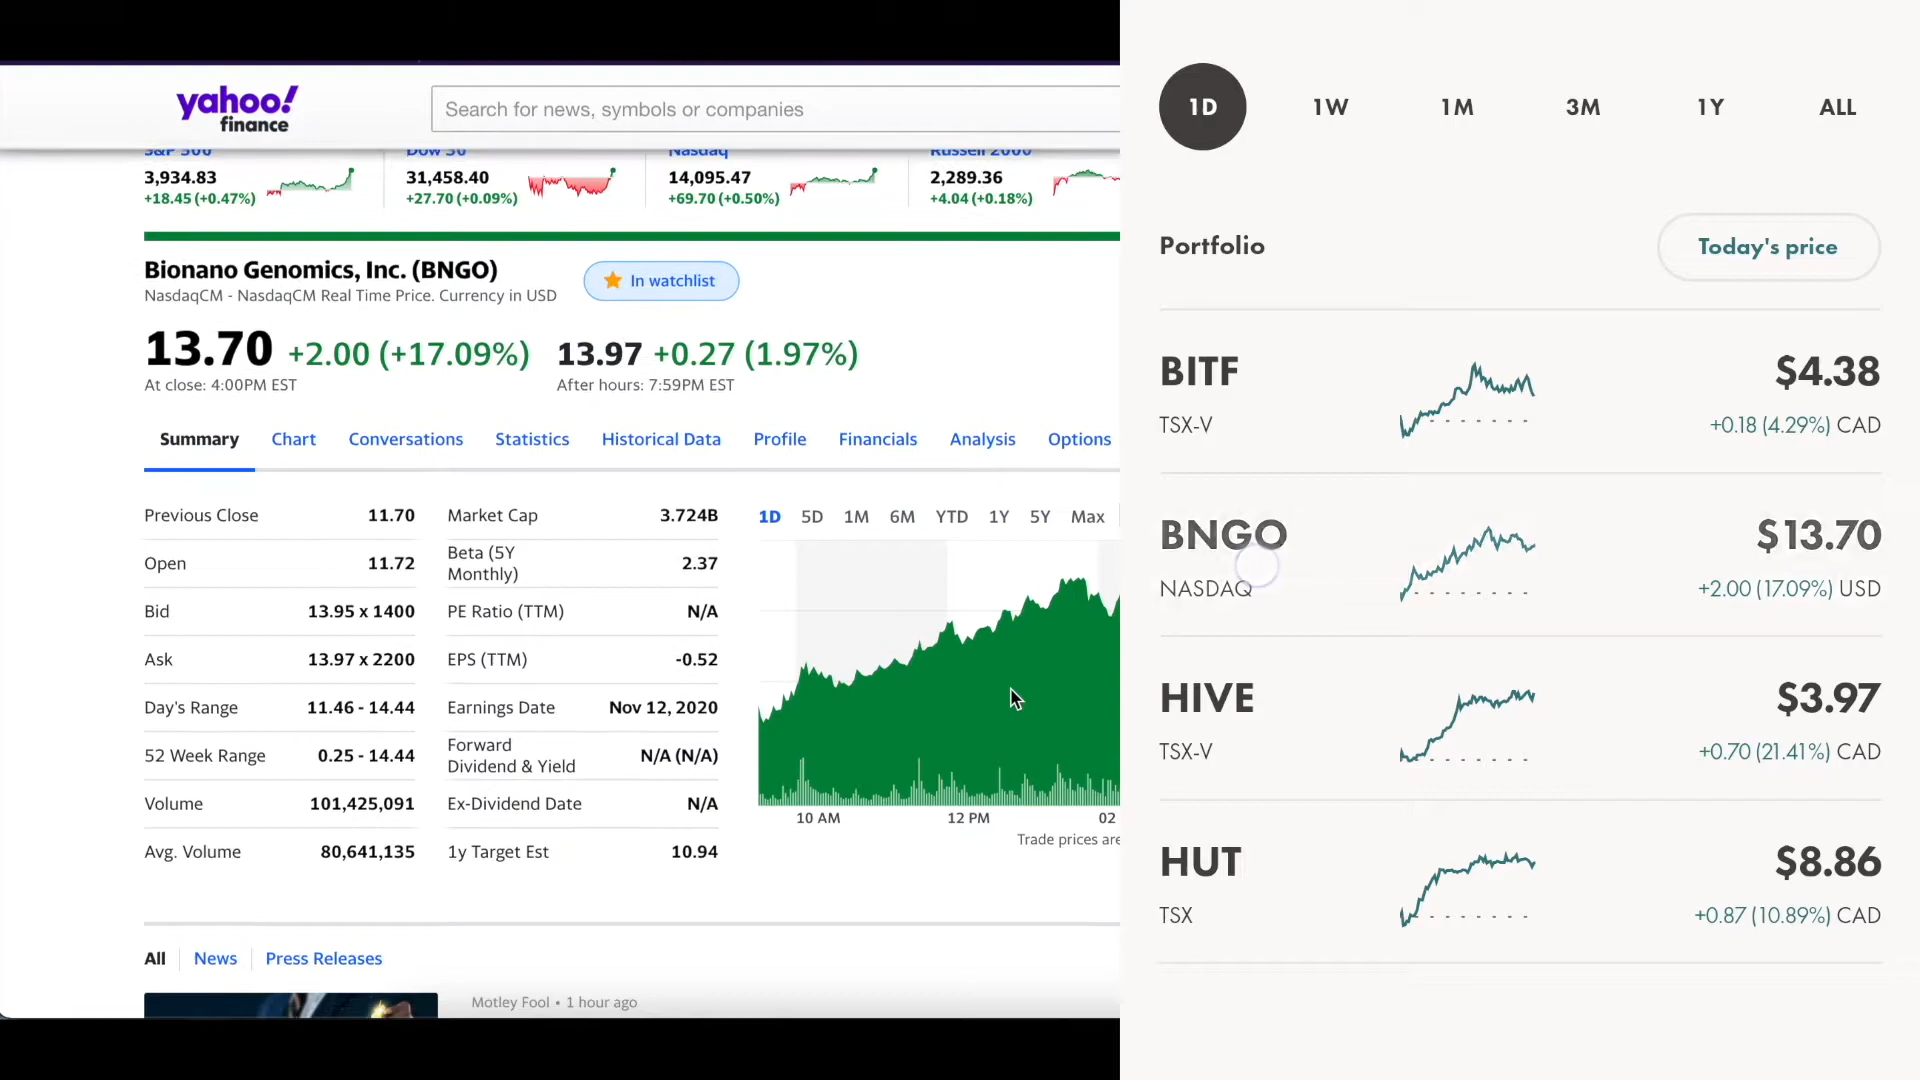 yahoo!
finance
Search for news, symbols or companies
S&P 500
3,934.83
+18.45 (+0.47%)
Dow 30
31,458.40
+27.70 (+0.09%)
Nasdaq
14,095.47
+69.70 (+0.50%)
Russell 2000
2,289.36
+4.04 (+0.18%)
Bionano Genomics, Inc. (BNGO)
NasdaqCM - NasdaqCM Real Time Price. Currency in USD
In watchlist
13.70 +2.00 (+17.09%)
At close: 4:00PM EST
13.97 +0.27 (1.97%)
After hours: 7:59PM EST
Summary Chart Conversations Statistics Historical Data Profile Financials Analysis Options
Previous Close 11.70
Open 11.72
Bid 13.95 x 1400
Ask 13.97 x 2200
Day's Range 11.46 - 14.44
52 Week Range 0.25 - 14.44
Volume 101,425,091
Avg. Volume 80,641,135
Market Cap 3.724B
Beta (5Y
Monthly) 2.37
PE Ratio (TTM) N/A
EPS (TTM) -0.52
Earnings Date Nov 12, 2020
Forward
Dividend & Yield N/A (N/A)
Ex-Dividend Date N/A
1y Target Est 10.94
1D 5D 1M 6M YTD 1Y 5Y Max
10 AM 12 PM 02
Trade prices are
All News Press Releases
Motley Fool • 1 hour ago
1D 1W 1M 3M 1Y ALL
Portfolio
Today's price
BITF $4.38
TSX-V +0.18 (4.29%) CAD
BNGO $13.70
NASDAQ +2.00 (17.09%) USD
HIVE $3.97
TSX-V +0.70 (21.41%) CAD
HUT $8.86
TSX +0.87 (10.89%) CAD